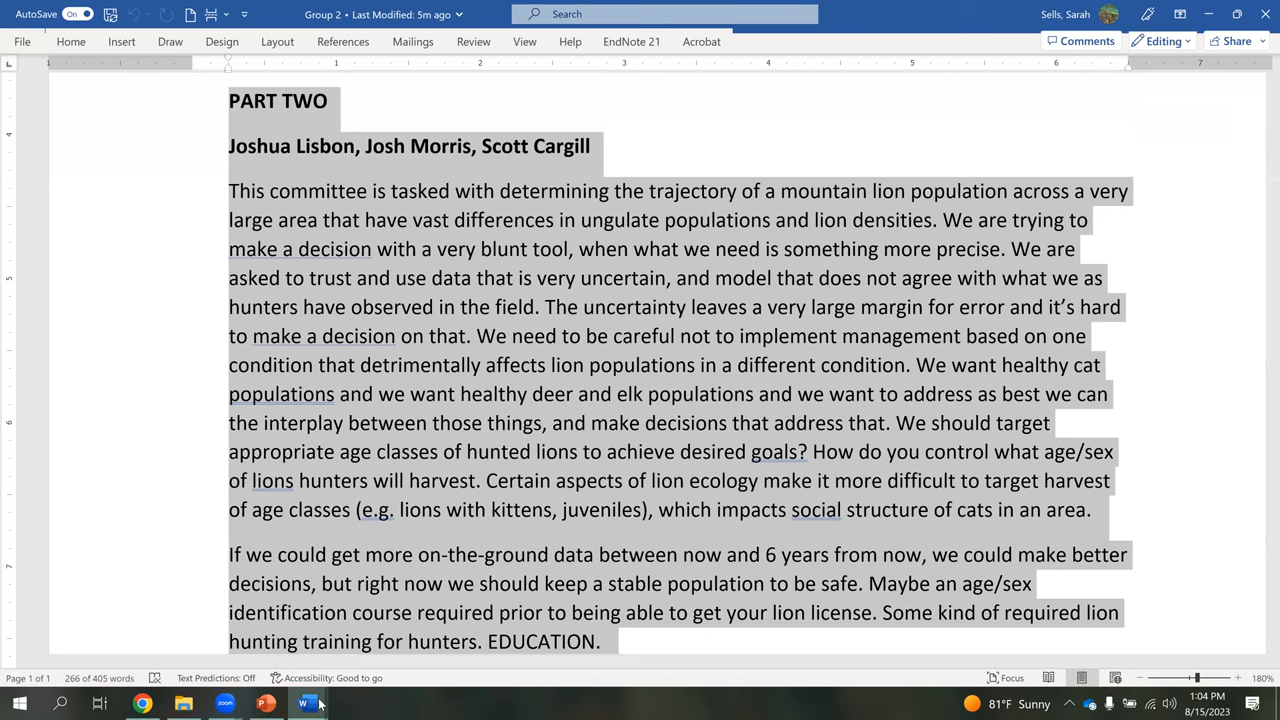 AutoSave On Group 2 • Last Modified: 5m ago Search Sells, Sarah
File Home Insert Draw Design Layout References Mailings Review View Help EndNote 21 Acrobat Comments Editing Share
1 1 2 3 4 5 6 7
4
5
6
7
PART TWO
Joshua Lisbon, Josh Morris, Scott Cargill
This committee is tasked with determining the trajectory of a mountain lion population across a very
large area that have vast differences in ungulate populations and lion densities. We are trying to
make a decision with a very blunt tool, when what we need is something more precise. We are
asked to trust and use data that is very uncertain, and model that does not agree with what we as
hunters have observed in the field. The uncertainty leaves a very large margin for error and it’s hard
to make a decision on that. We need to be careful not to implement management based on one
condition that detrimentally affects lion populations in a different condition. We want healthy cat
populations and we want healthy deer and elk populations and we want to address as best we can
the interplay between those things, and make decisions that address that. We should target
appropriate age classes of hunted lions to achieve desired goals? How do you control what age/sex
of lions hunters will harvest. Certain aspects of lion ecology make it more difficult to target harvest
of age classes (e.g. lions with kittens, juveniles), which impacts social structure of cats in an area.
If we could get more on-the-ground data between now and 6 years from now, we could make better
decisions, but right now we should keep a stable population to be safe. Maybe an age/sex
identification course required prior to being able to get your lion license. Some kind of required lion
hunting training for hunters. EDUCATION.
Page 1 of 1 266 of 405 words Text Predictions: Off Accessibility: Good to go Focus 180%
zoom P W 81°F Sunny 1:04 PM
8/15/2023